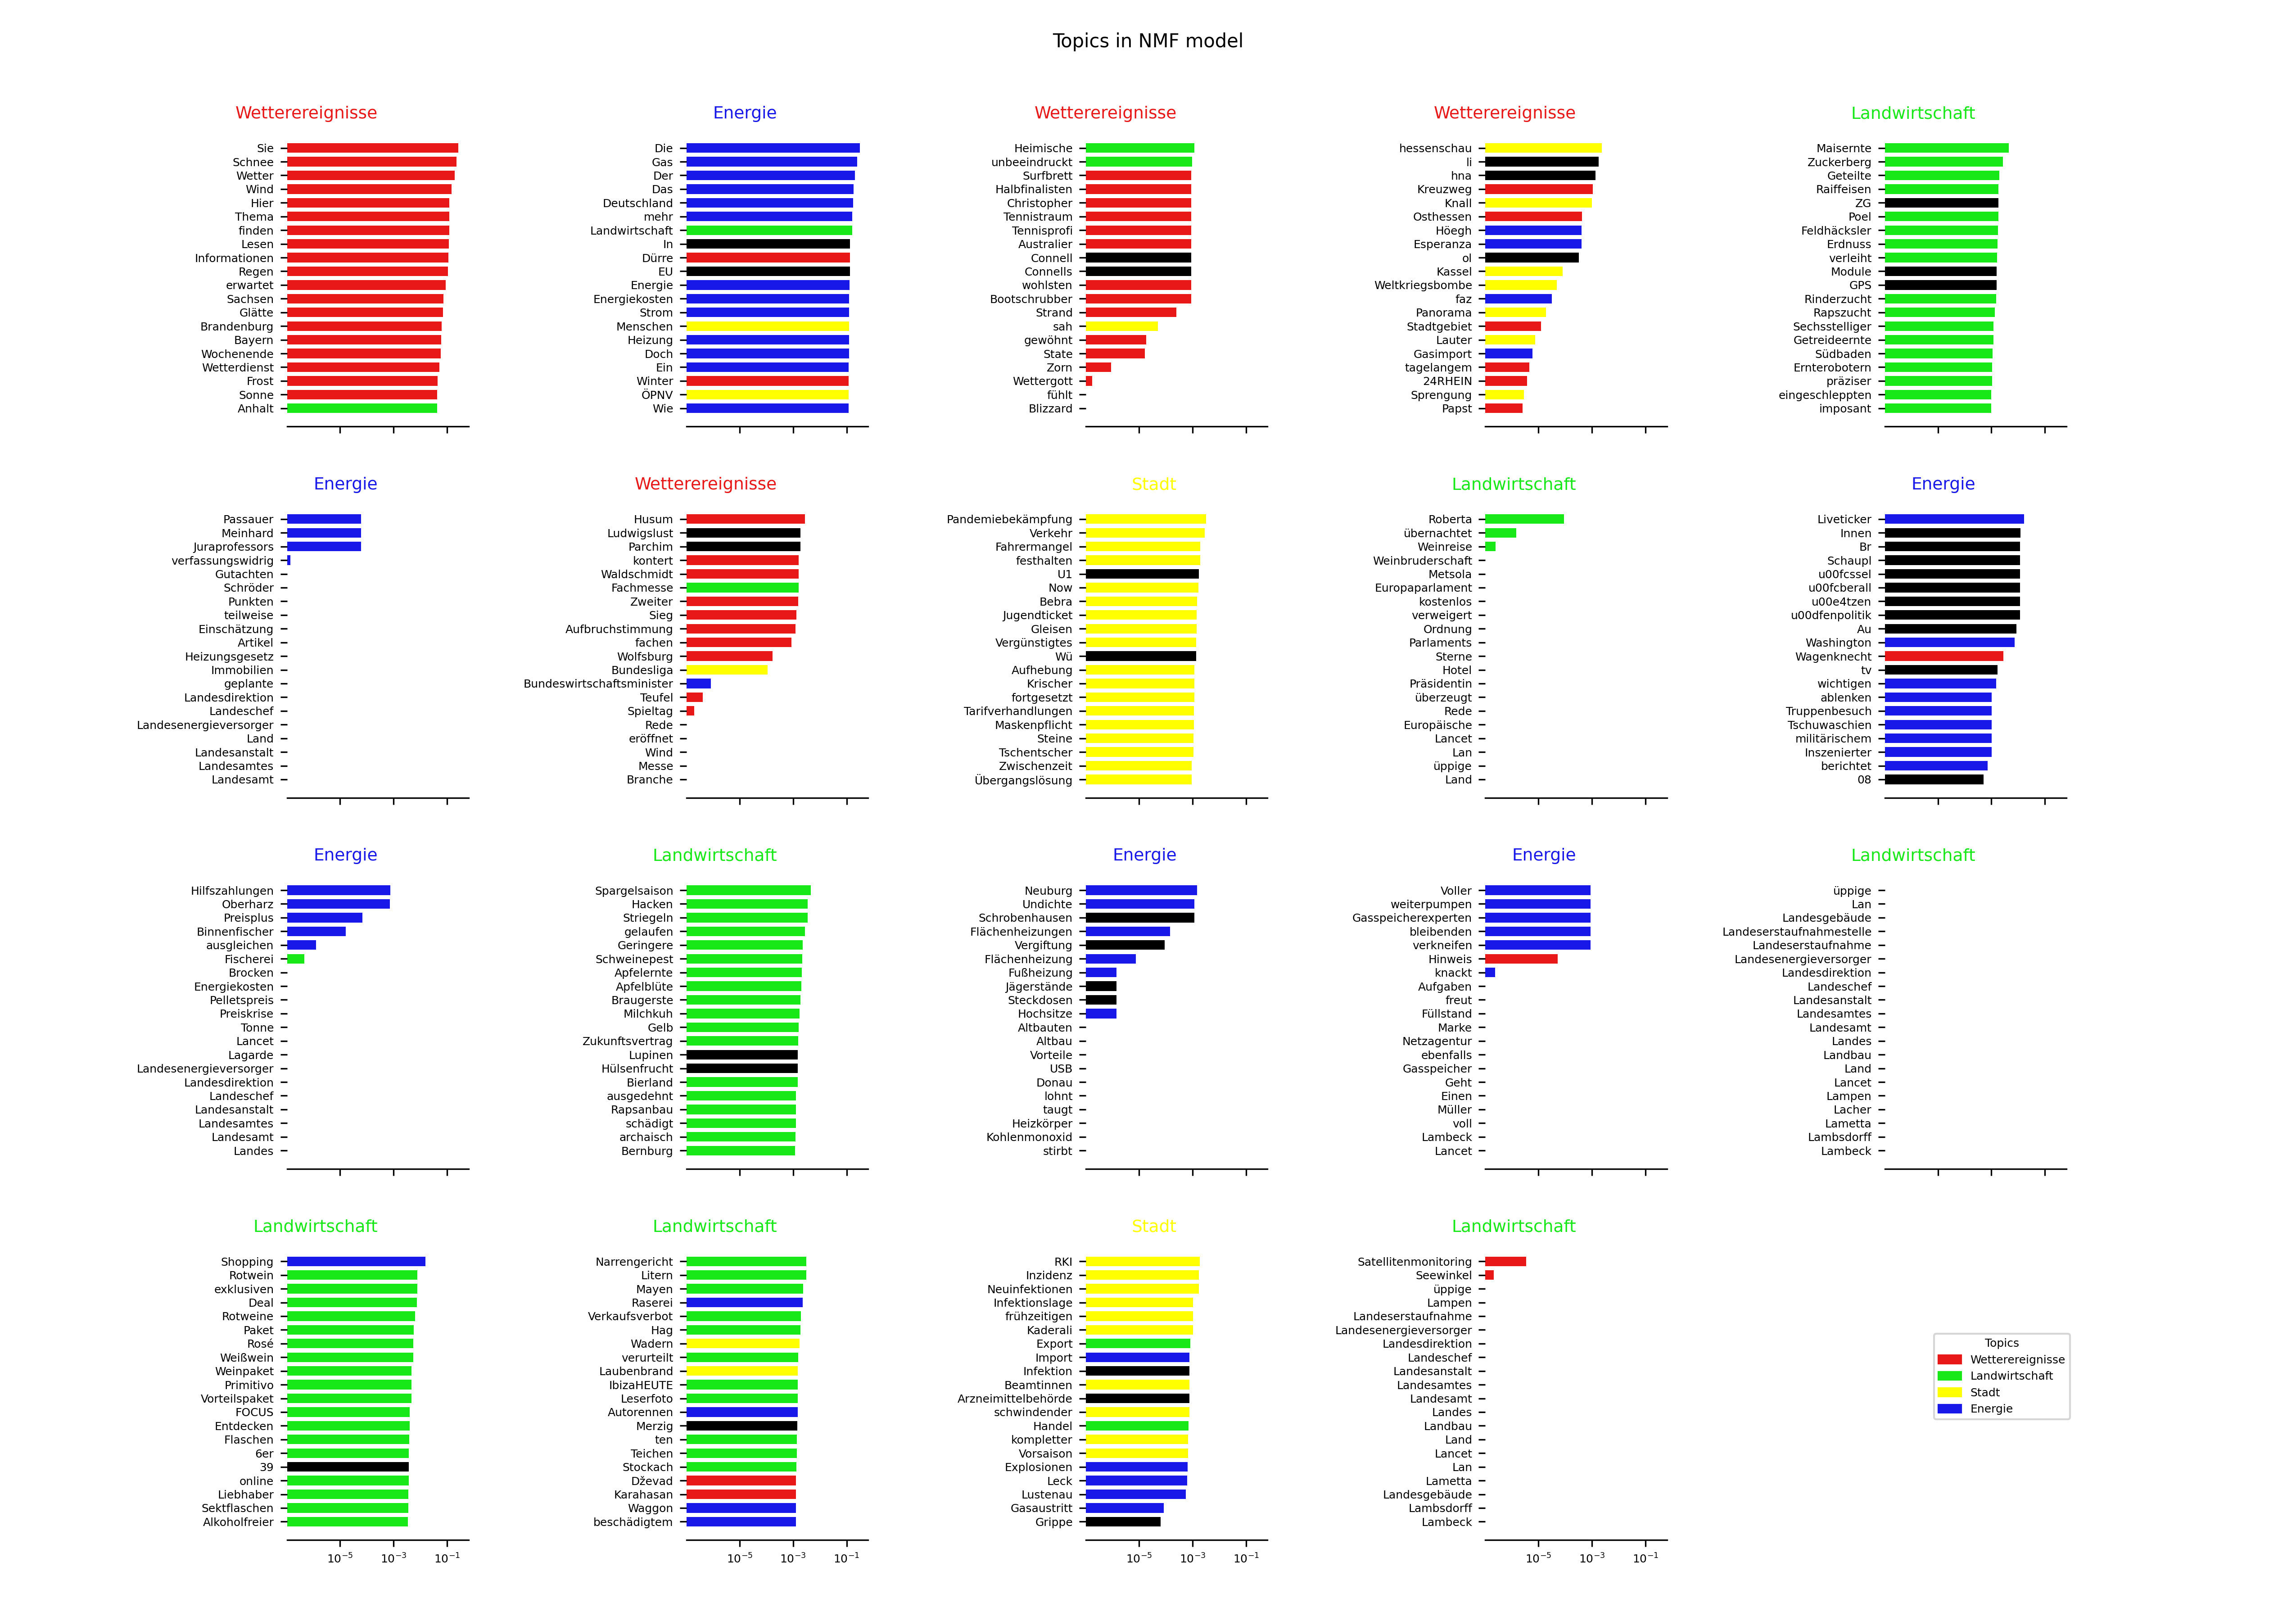 Topics in NMF model
Wetterereignisse
Sie
Schnee
Wetter
Wind
Hier
Thema
finden
Lesen
Informationen
Regen
erwartet
Sachsen
Glätte
Brandenburg
Bayern
Wochenende
Wetterdienst
Frost
Sonne
Anhalt
Energie
Die
Gas
Der
Das
Deutschland
mehr
Landwirtschaft
In
Dürre
EU
Energie
Energiekosten
Strom
Menschen
Heizung
Doch
Ein
Winter
ÖPNV
Wie
Wetterereignisse
Heimische
unbeeindruckt
Surfbrett
Halbfinalisten
Christopher
Tennistraum
Tennisprofi
Australier
Connell
Connells
wohlsten
Bootschrubber
Strand
sah
gewöhnt
State
Zorn
Wettergott
fühlt
Blizzard
Wetterereignisse
hessenschau
li
hna
Kreuzweg
Knall
Osthessen
Höegh
Esperanza
ol
Kassel
Weltkriegsbombe
faz
Panorama
Stadtgebiet
Lauter
Gasimport
tagelangem
24RHEIN
Sprengung
Papst
Landwirtschaft
Maisernte
Zuckerberg
Geteilte
Raiffeisen
ZG
Poel
Feldhäcksler
Erdnuss
verleiht
Module
GPS
Rinderzucht
Rapszucht
Sechsstelliger
Getreideernte
Südbaden
Ernterobotern
präziser
eingeschleppten
imposant
Energie
Passauer
Meinhard
Juraprofessors
verfassungswidrig
Gutachten
Schröder
Punkten
teilweise
Einschätzung
Artikel
Heizungsgesetz
Immobilien
geplante
Landesdirektion
Landeschef
Landesenergieversorger
Land
Landesanstalt
Landesamtes
Landesamt
Wetterereignisse
Husum
Ludwigslust
Parchim
kontert
Waldschmidt
Fachmesse
Zweiter
Sieg
Aufbruchstimmung
fachen
Wolfsburg
Bundesliga
Bundeswirtschaftsminister
Teufel
Spieltag
Rede
eröffnet
Wind
Messe
Branche
Stadt
Pandemiebekämpfung
Verkehr
Fahrermangel
festhalten
U1
Now
Bebra
Jugendticket
Gleisen
Vergünstigtes
Wü
Aufhebung
Krischer
fortgesetzt
Tarifverhandlungen
Maskenpflicht
Steine
Tschentscher
Zwischenzeit
Übergangslösung
Landwirtschaft
Roberta
übernachtet
Weinreise
Weinbruderschaft
Metsola
Europaparlament
kostenlos
verweigert
Ordnung
Parlaments
Sterne
Hotel
Präsidentin
überzeugt
Rede
Europäische
Lancet
Lan
üppige
Land
Energie
Liveticker
Innen
Br
Schaupl
u00fcssel
u00fcberall
u00e4tzen
u00dfenpolitik
Au
Washington
Wagenknecht
tv
wichtigen
ablenken
Truppenbesuch
Tschuwaschien
militärischem
Inszenierter
berichtet
08
Energie
Hilfszahlungen
Oberharz
Preisplus
Binnenfischer
ausgleichen
Fischerei
Brocken
Energiekosten
Pelletspreis
Preiskrise
Tonne
Lancet
Lagarde
Landesenergieversorger
Landesdirektion
Landeschef
Landesanstalt
Landesamtes
Landesamt
Landes
Landwirtschaft
Spargelsaison
Hacken
Striegeln
gelaufen
Geringere
Schweinepest
Apfelernte
Apfelblüte
Braugerste
Milchkuh
Gelb
Zukunftsvertrag
Lupinen
Hülsenfrucht
Bierland
ausgedehnt
Rapsanbau
schädigt
archaisch
Bernburg
Energie
Neuburg
Undichte
Schrobenhausen
Flächenheizungen
Vergiftung
Flächenheizung
Fußheizung
Jägerstände
Steckdosen
Hochsitze
Altbauten
Altbau
Vorteile
USB
Donau
lohnt
taugt
Heizkörper
Kohlenmonoxid
stirbt
Energie
Voller
weiterpumpen
Gasspeicherexperten
bleibenden
verkneifen
Hinweis
knackt
Aufgaben
freut
Füllstand
Marke
Netzagentur
ebenfalls
Gasspeicher
Geht
Einen
Müller
voll
Lambeck
Lancet
Landwirtschaft
üppige
Lan
Landesgebäude
Landeserstaufnahmestelle
Landeserstaufnahme
Landesenergieversorger
Landesdirektion
Landeschef
Landesanstalt
Landesamtes
Landesamt
Landes
Landbau
Land
Lancet
Lampen
Lacher
Lametta
Lambsdorff
Lambeck
Landwirtschaft
Shopping
Rotwein
exklusiven
Deal
Rotweine
Paket
Rosé
Weißwein
Weinpaket
Primitivo
Vorteilspaket
FOCUS
Entdecken
Flaschen
6er
39
online
Liebhaber
Sektflaschen
Alkoholfreier
10⁻⁵ 10⁻³ 10⁻¹
Landwirtschaft
Narrengericht
Litern
Mayen
Raserei
Verkaufsverbot
Hag
Wadern
verurteilt
Laubenbrand
IbizaHEUTE
Leserfoto
Autorennen
Merzig
ten
Teichen
Stockach
Dževad
Karahasan
Waggon
beschädigtem
10⁻⁵ 10⁻³ 10⁻¹
Stadt
RKI
Inzidenz
Neuinfektionen
Infektionslage
frühzeitigen
Kaderali
Export
Import
Infektion
Beamtinnen
Arzneimittelbehörde
schwindender
Handel
kompletter
Vorsaison
Explosionen
Leck
Lustenau
Gasaustritt
Grippe
10⁻⁵ 10⁻³ 10⁻¹
Landwirtschaft
Satellitenmonitoring
Seewinkel
üppige
Lampen
Landeserstaufnahme
Landesenergieversorger
Landesdirektion
Landeschef
Landesanstalt
Landesamtes
Landesamt
Landes
Landbau
Land
Lancet
Lan
Lametta
Landesgebäude
Lambsdorff
Lambeck
10⁻⁵ 10⁻³ 10⁻¹
Topics
Wetterereignisse
Landwirtschaft
Stadt
Energie